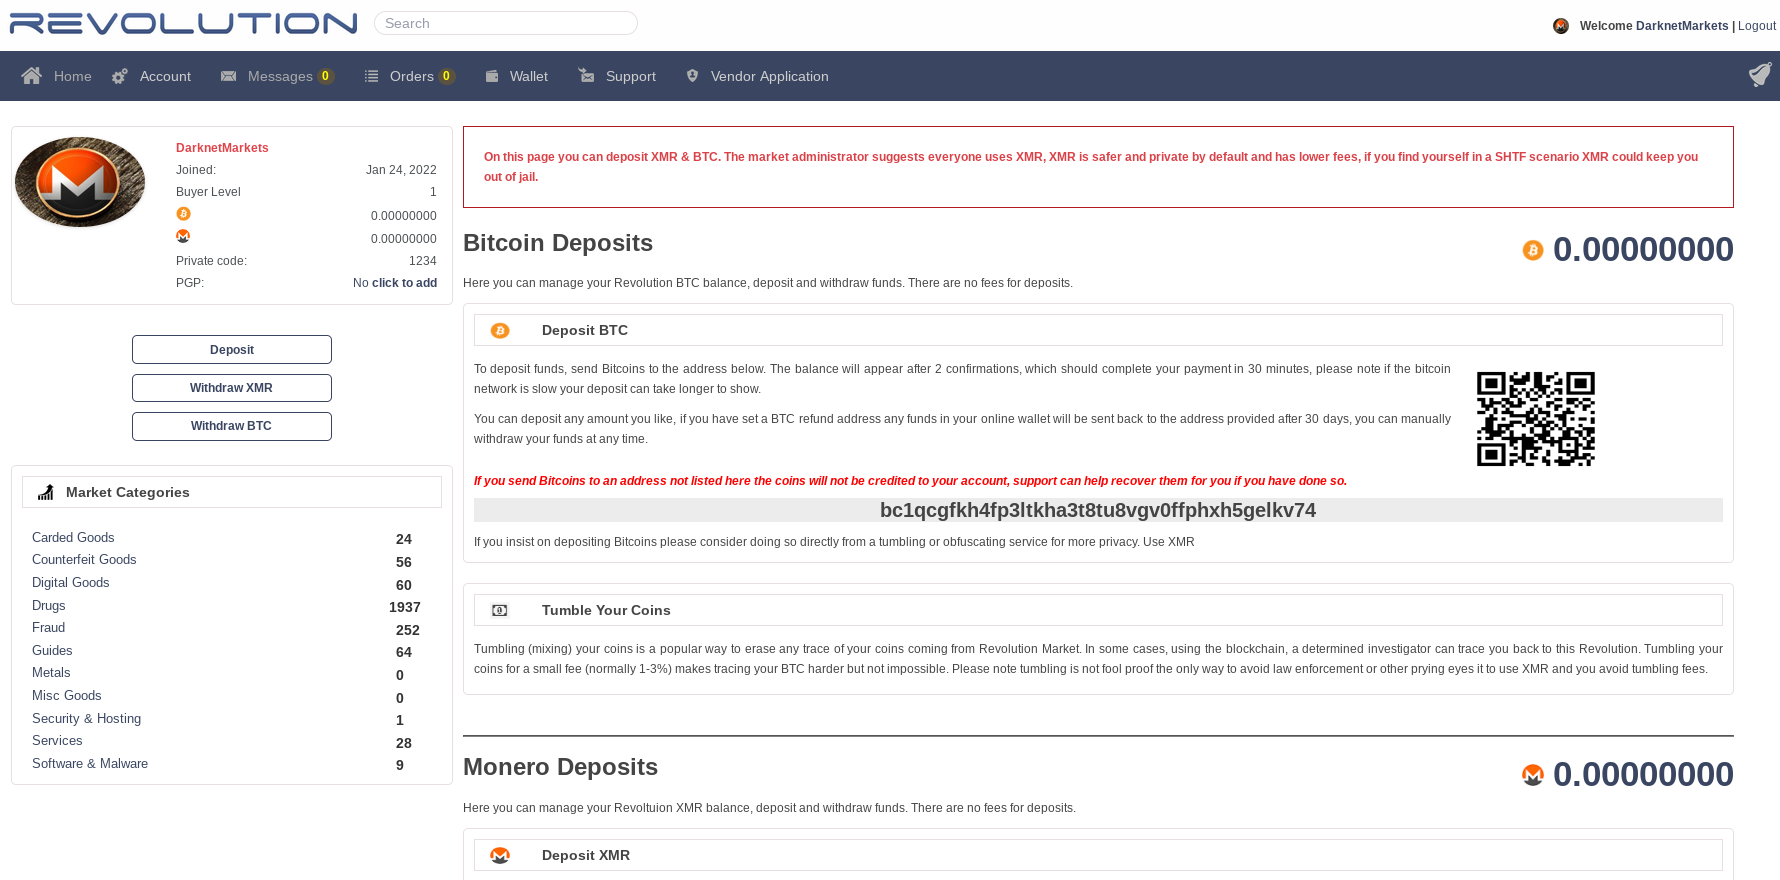 REVOLUTION
Search
Welcome DarknetMarkets | Logout
Home Account Messages 0 Orders 0 Wallet Support Vendor Application
DarknetMarkets
Joined: Jan 24, 2022
Buyer Level 1
0.00000000
0.00000000
Private code: 1234
PGP: No click to add
Deposit
Withdraw XMR
Withdraw BTC
Market Categories
Carded Goods 24
Counterfeit Goods 56
Digital Goods 60
Drugs 1937
Fraud 252
Guides 64
Metals 0
Misc Goods 0
Security & Hosting 1
Services 28
Software & Malware 9
On this page you can deposit XMR & BTC. The market administrator suggests everyone uses XMR, XMR is safer and private by default and has lower fees, if you find yourself in a SHTF scenario XMR could keep you
out of jail.
Bitcoin Deposits 0.00000000
Here you can manage your Revolution BTC balance, deposit and withdraw funds. There are no fees for deposits.
Deposit BTC
To deposit funds, send Bitcoins to the address below. The balance will appear after 2 confirmations, which should complete your payment in 30 minutes, please note if the bitcoin
network is slow your deposit can take longer to show.
You can deposit any amount you like, if you have set a BTC refund address any funds in your online wallet will be sent back to the address provided after 30 days, you can manually
withdraw your funds at any time.
If you send Bitcoins to an address not listed here the coins will not be credited to your account, support can help recover them for you if you have done so.
bc1qcgfkh4fp3ltkha3t8tu8vgv0ffphxh5gelkv74
If you insist on depositing Bitcoins please consider doing so directly from a tumbling or obfuscating service for more privacy. Use XMR
Tumble Your Coins
Tumbling (mixing) your coins is a popular way to erase any trace of your coins coming from Revolution Market. In some cases, using the blockchain, a determined investigator can trace you back to this Revolution. Tumbling your
coins for a small fee (normally 1-3%) makes tracing your BTC harder but not impossible. Please note tumbling is not fool proof the only way to avoid law enforcement or other prying eyes it to use XMR and you avoid tumbling fees.
Monero Deposits 0.00000000
Here you can manage your Revoltuion XMR balance, deposit and withdraw funds. There are no fees for deposits.
Deposit XMR